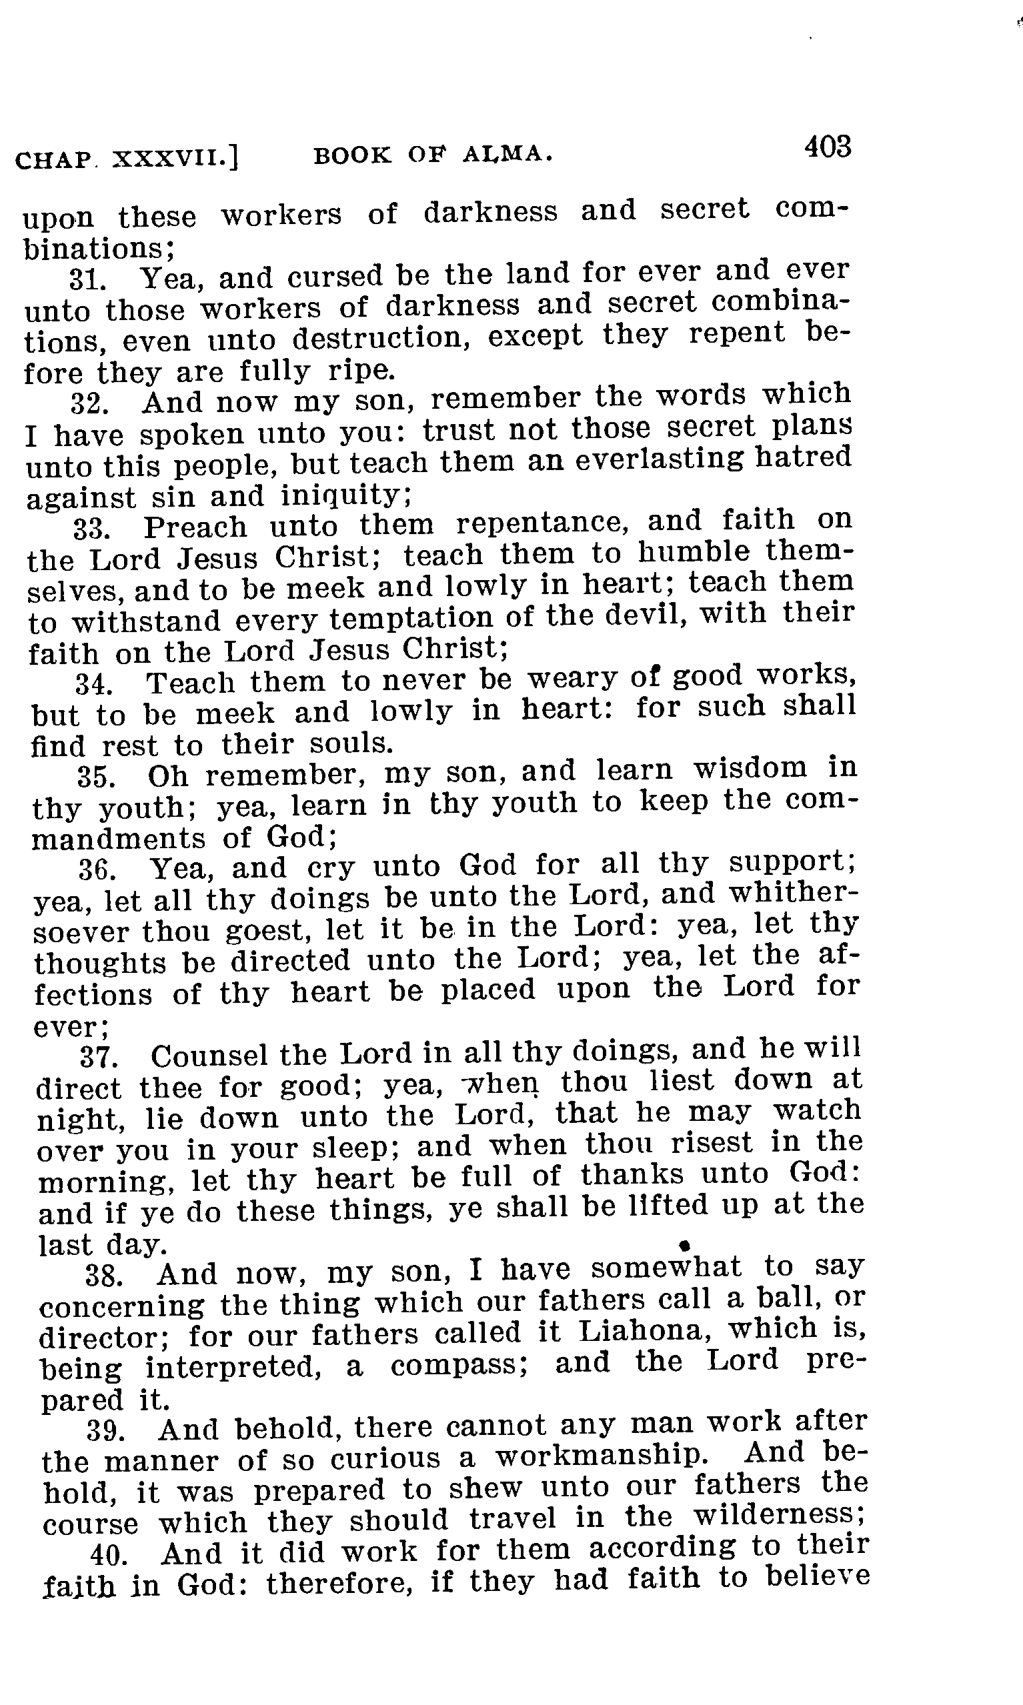 CHAP. XXXVII.] BOOK OF ALMA. 403
upon these workers of darkness and secret com-
binations;
31. Yea, and cursed be the land for ever and ever
unto those workers of darkness and secret combina-
tions, even unto destruction, except they repent be-
fore they are fully ripe.
32. And now my son, remember the words which
I have spoken unto you: trust not those secret plans
unto this people, but teach them an everlasting hatred
against sin and iniquity;
33. Preach unto them repentance, and faith on
the Lord Jesus Christ; teach them to humble them-
selves, and to be meek and lowly in heart; teach them
to withstand every temptation of the devil, with their
faith on the Lord Jesus Christ;
34. Teach them to never be weary of good works,
but to be meek and lowly in heart: for such shall
find rest to their souls.
35. Oh remember, my son, and learn wisdom in
thy youth; yea, learn in thy youth to keep the com-
mandments of God;
36. Yea, and cry unto God for all thy support;
yea, let all thy doings be unto the Lord, and whither-
soever thou goest, let it be in the Lord: yea, let thy
thoughts be directed unto the Lord; yea, let the af-
fections of thy heart be placed upon the Lord for
ever;
37. Counsel the Lord in all thy doings, and he will
direct thee for good; yea, when thou liest down at
night, lie down unto the Lord, that he may watch
over you in your sleep; and when thou risest in the
morning, let thy heart be full of thanks unto God:
and if ye do these things, ye shall be lifted up at the
last day.
38. And now, my son, I have somewhat to say
concerning the thing which our fathers call a ball, or
director; for our fathers called it Liahona, which is,
being interpreted, a compass; and the Lord pre-
pared it.
39. And behold, there cannot any man work after
the manner of so curious a workmanship. And be-
hold, it was prepared to shew unto our fathers the
course which they should travel in the wilderness;
40. And it did work for them according to their
faith in God: therefore, if they had faith to believe